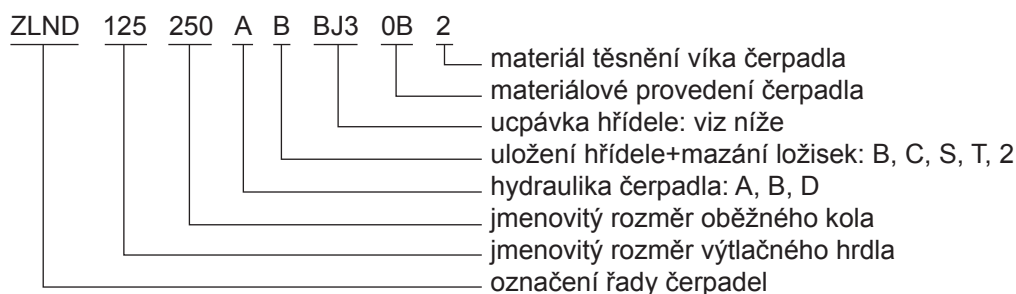 ZLND 125 250 A B BJ3 0B 2
materiál těsnění víka čerpadla
materiálové provedení čerpadla
ucpávka hřídele: viz níže
uložení hřídele+mazání ložisek: B, C, S, T, 2
hydraulika čerpadla: A, B, D
jmenovitý rozměr oběžného kola
jmenovitý rozměr výtlačného hrdla
označení řady čerpadel